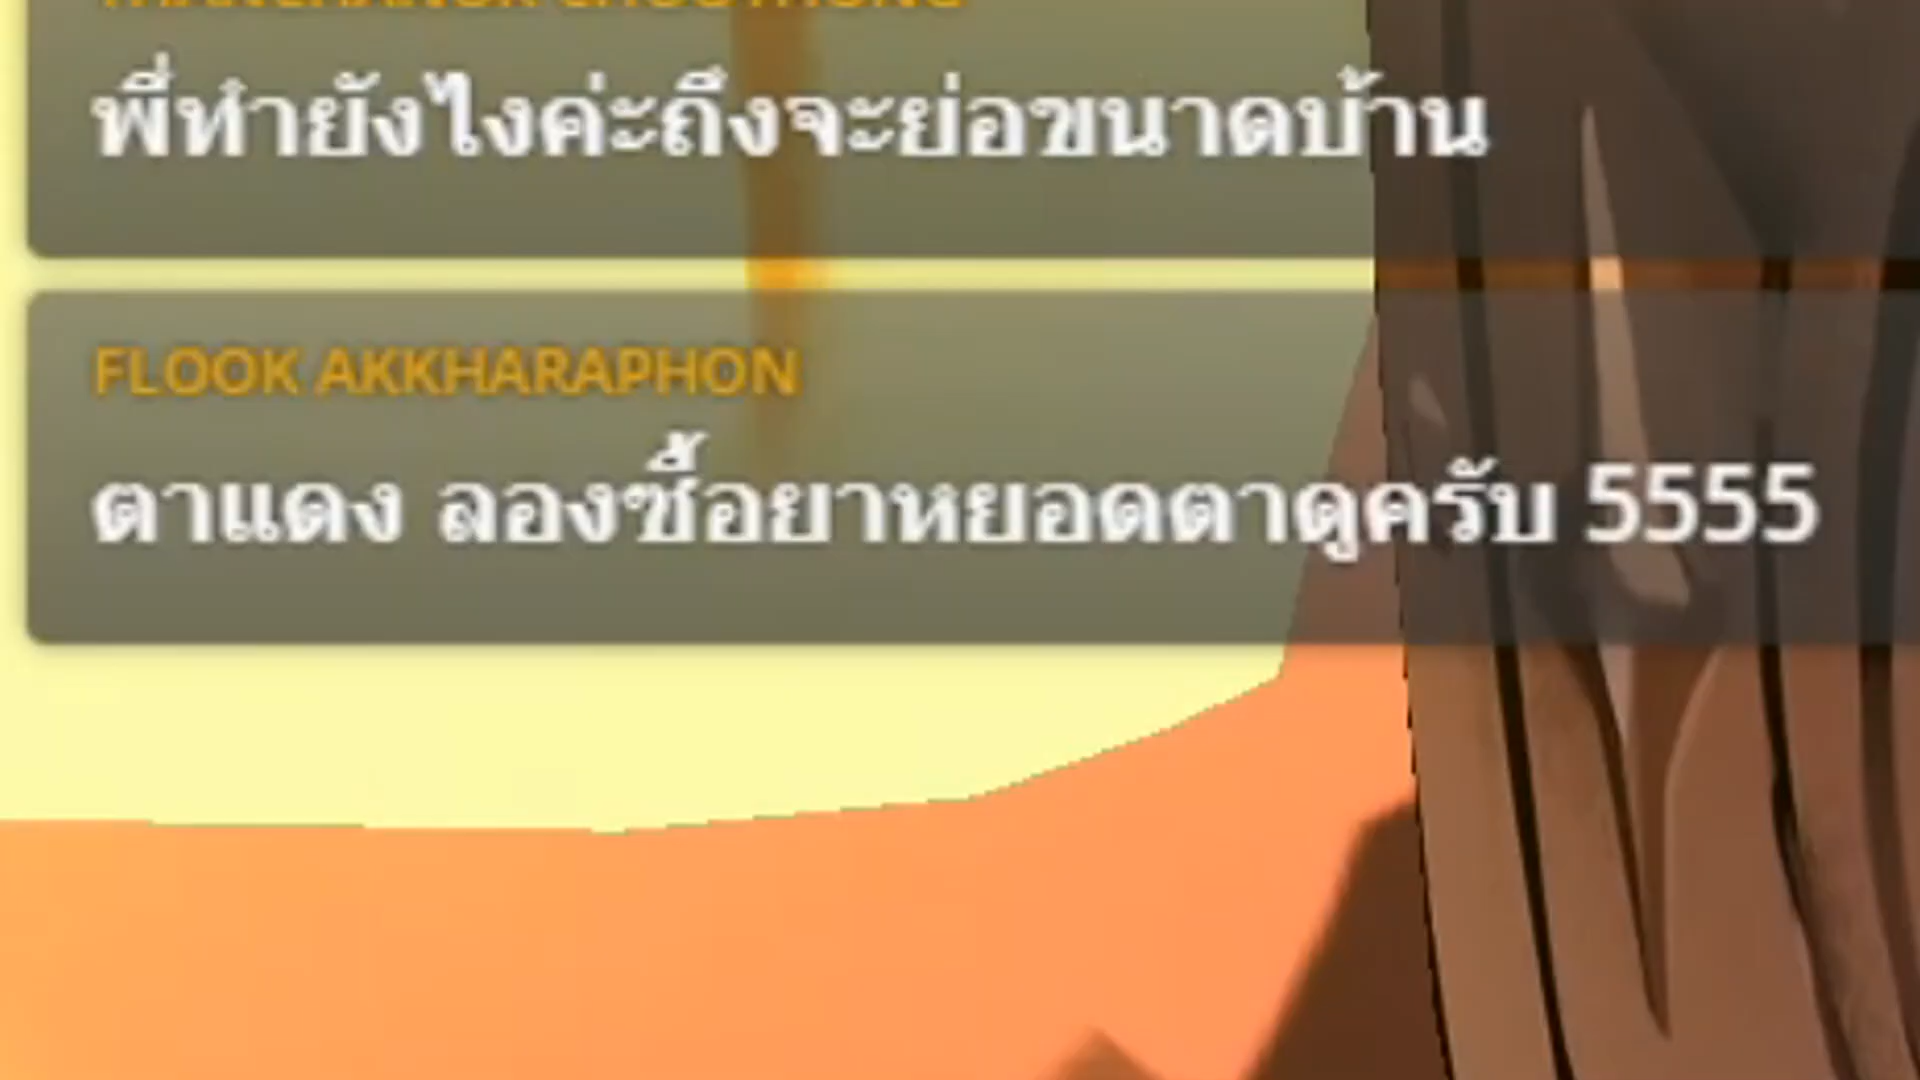 พี่ทำยังไงค่ะถึงจะย่อขนาดบ้าน
FLOOK AKKHARAPHON
ตาแดง ลองซื้อยาหยอดตาดูครับ 5555